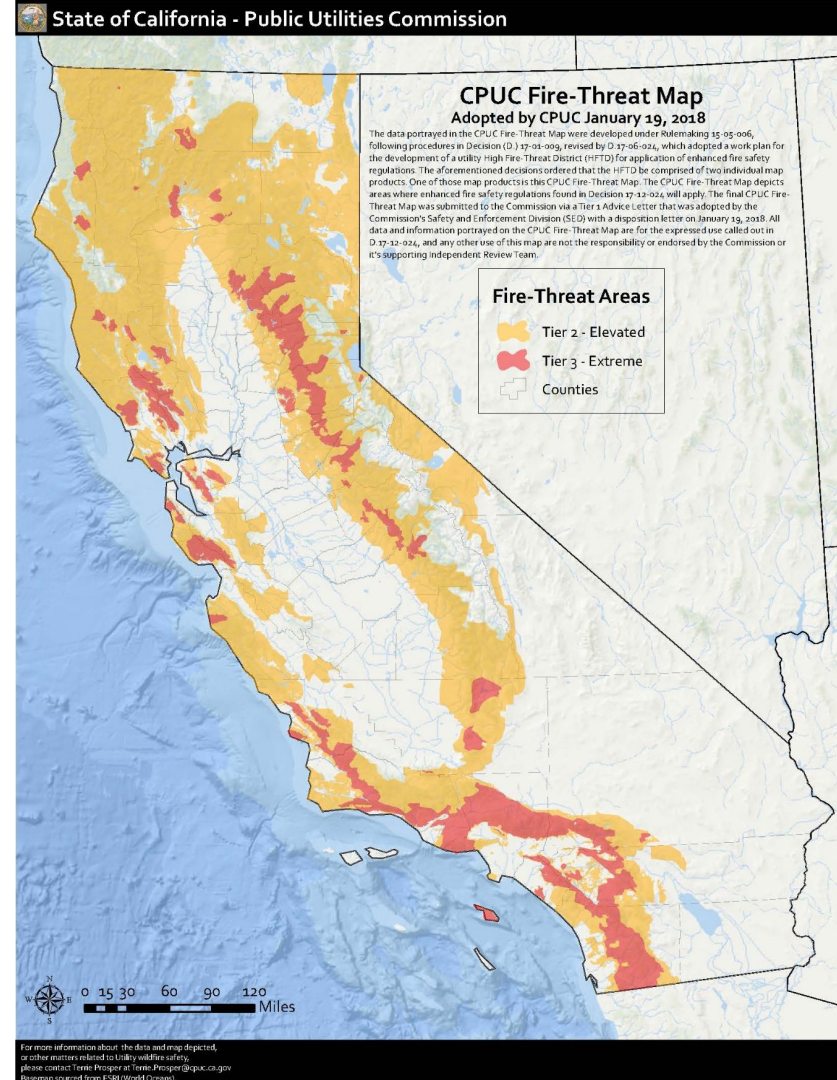 State of California - Public Utilities Commission
CPUC Fire-Threat Map
Adopted by CPUC January 19, 2018
The data portrayed in the CPUC Fire-Threat Map were developed under Rulemaking 15-05-006,
following procedures in Decision (D.) 17-01-009, revised by D.17-06-024, which adopted a work plan for
the development of a utility High Fire-Threat District (HFTD) for application of enhanced fire safety
regulations. The aforementioned decisions ordered that the HFTD be comprised of two individual map
products. One of those map products is this CPUC Fire-Threat Map. The CPUC Fire-Threat Map depicts
areas where enhanced fire safety regulations found in Decision 17-12-024 will apply. The final CPUC Fire-
Threat Map was submitted to the Commission via a Tier 1 Advice Letter that was adopted by the
Commission's Safety and Enforcement Division (SED) with a disposition letter on January 19, 2018. All
data and information portrayed on the CPUC Fire-Threat Map are for the expressed use called out in
D.17-12-024, and any other use of this map are not the responsibility or endorsed by the Commission or
it's supporting Independent Review Team.
Fire-Threat Areas
Tier 2 - Elevated
Tier 3 - Extreme
Counties
N
W E
S
0 15 30 60 90 120
Miles
For more information about the data and map depicted,
or other matters related to Utility wildfire safety,
please contact Terrie Prosper at Terrie.Prosper@cpuc.ca.gov
Basemap sourced from ESRI (World Oceans)